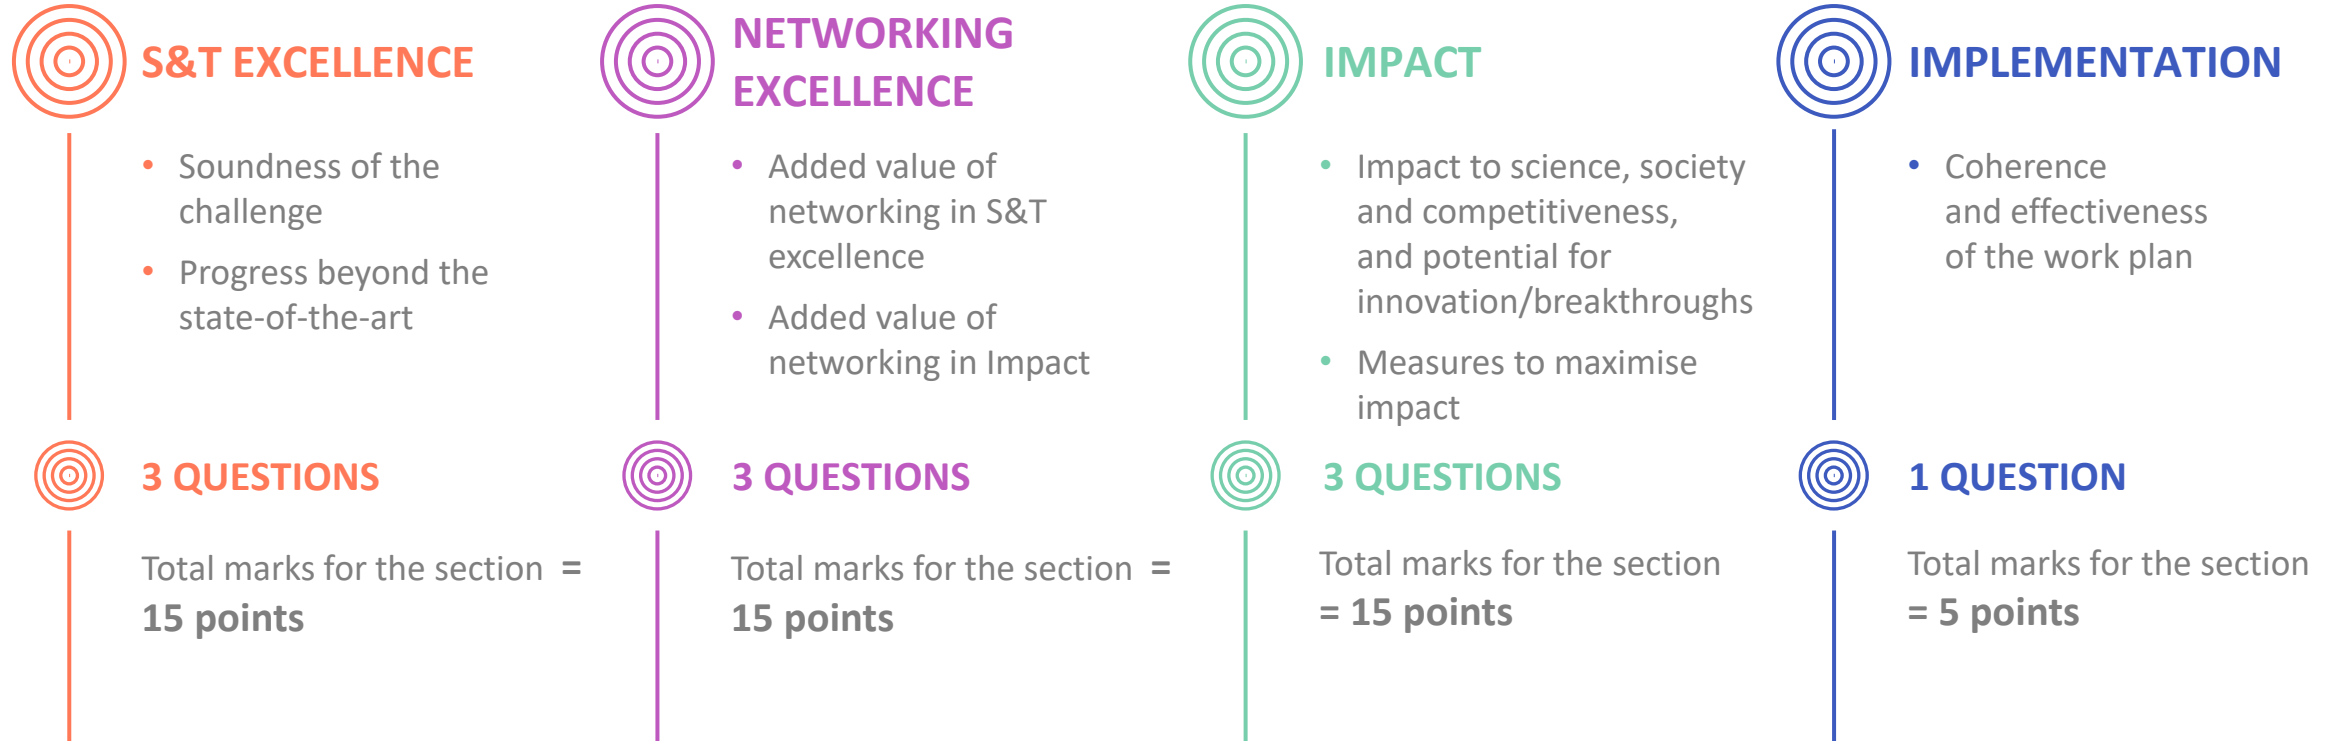 S&T EXCELLENCE
• Soundness of the
challenge
• Progress beyond the
state-of-the-art
3 QUESTIONS
Total marks for the section =
15 points
NETWORKING
EXCELLENCE
• Added value of
networking in S&T
excellence
• Added value of
networking in Impact
3 QUESTIONS
Total marks for the section =
15 points
IMPACT
• Impact to science, society
and competitiveness,
and potential for
innovation/breakthroughs
• Measures to maximise
impact
3 QUESTIONS
Total marks for the section
= 15 points
IMPLEMENTATION
• Coherence
and effectiveness
of the work plan
1 QUESTION
Total marks for the section
= 5 points